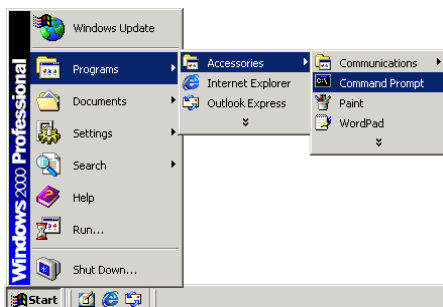 Windows Update
Programs
Documents
Settings
Search
Help
Run...
Shut Down...
Windows 2000 Professional
Accessories
Internet Explorer
Outlook Express
Communications
Command Prompt
Paint
WordPad
Start